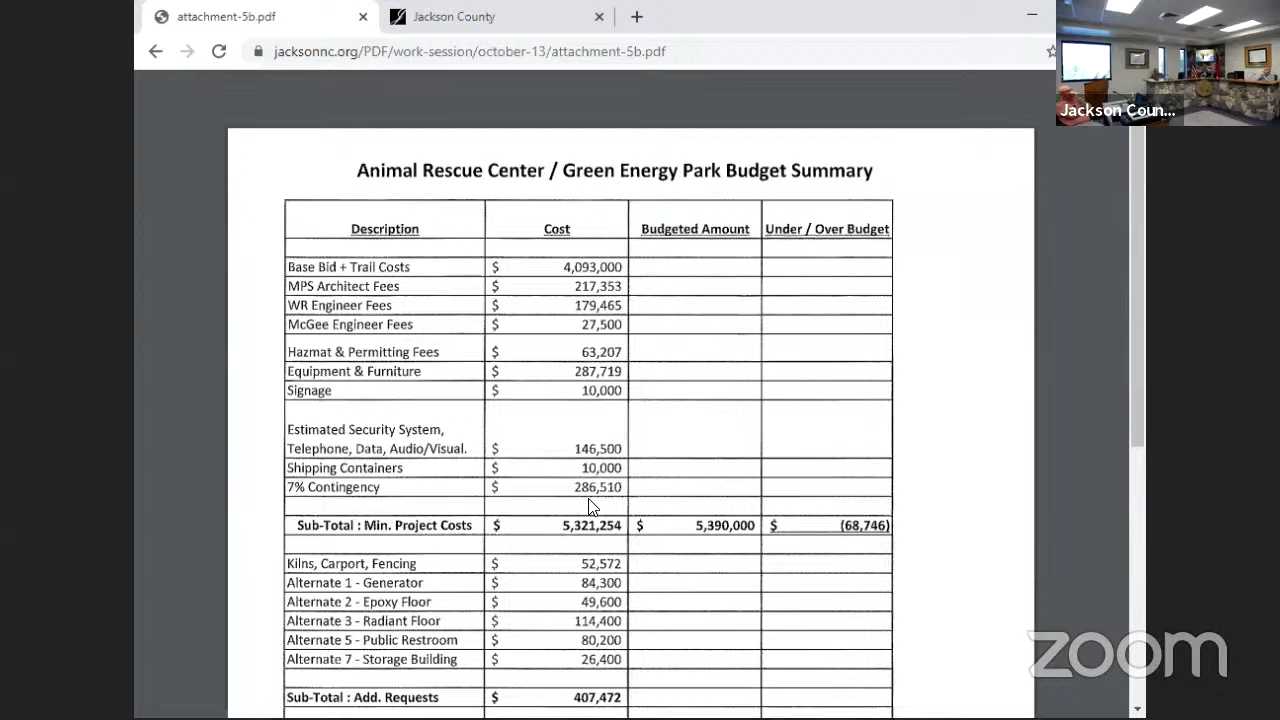 attachment-5b.pdf
Jackson County
jacksonnc.org/PDF/work-session/october-13/attachment-5b.pdf
Jackson Coun...
Animal Rescue Center / Green Energy Park Budget Summary
Description Cost Budgeted Amount Under / Over Budget
Base Bid + Trail Costs $ 4,093,000
MPS Architect Fees $ 217,353
WR Engineer Fees $ 179,465
McGee Engineer Fees $ 27,500
Hazmat & Permitting Fees $ 63,207
Equipment & Furniture $ 287,719
Signage $ 10,000
Estimated Security System,
Telephone, Data, Audio/Visual. $ 146,500
Shipping Containers $ 10,000
7% Contingency $ 286,510
Sub-Total : Min. Project Costs $ 5,321,254 $ 5,390,000 $ (68,746)
Kilns, Carport, Fencing $ 52,572
Alternate 1 - Generator $ 84,300
Alternate 2 - Epoxy Floor $ 49,600
Alternate 3 - Radiant Floor $ 114,400
Alternate 5 - Public Restroom $ 80,200
Alternate 7 - Storage Building $ 26,400
Sub-Total : Add. Requests $ 407,472
zoom